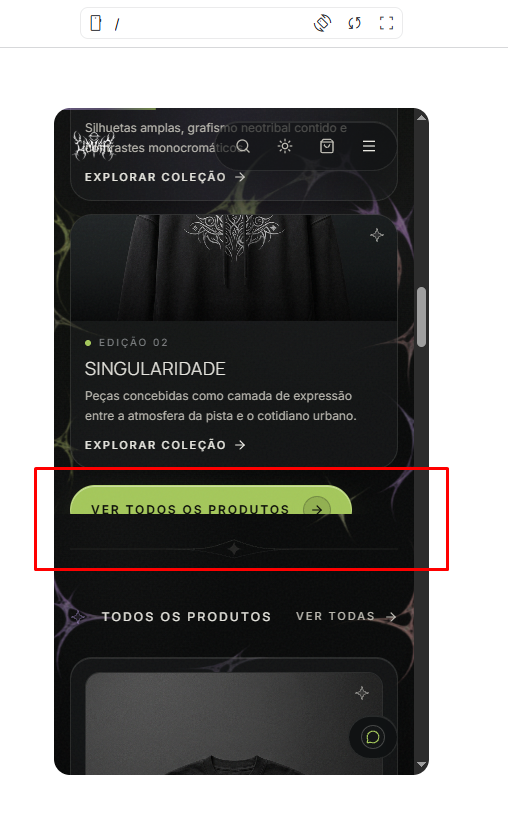 /
Silhuetas amplas, grafismo neotribal contido e
contrastes monocromáticos
EXPLORAR COLEÇÃO →
EDIÇÃO 02
SINGULARIDADE
Peças concebidas como camada de expressão
entre a atmosfera da pista e o cotidiano urbano.
EXPLORAR COLEÇÃO →
VER TODOS OS PRODUTOS →
TODOS OS PRODUTOS
VER TODAS →